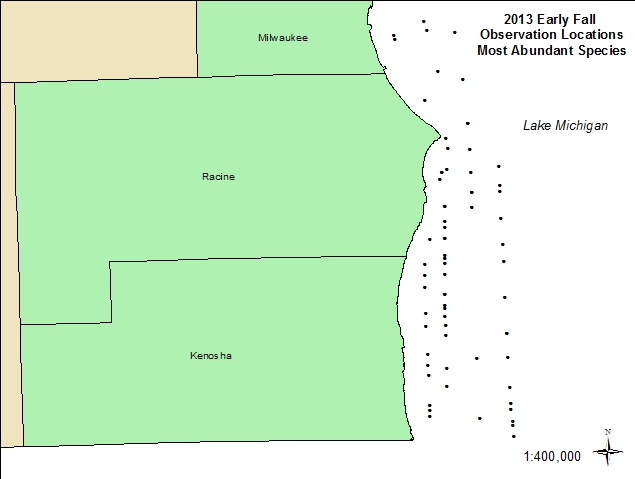 2013 Early Fall
Observation Locations
Most Abundant Species
Milwaukee
Lake Michigan
Racine
Kenosha
N
1:400,000